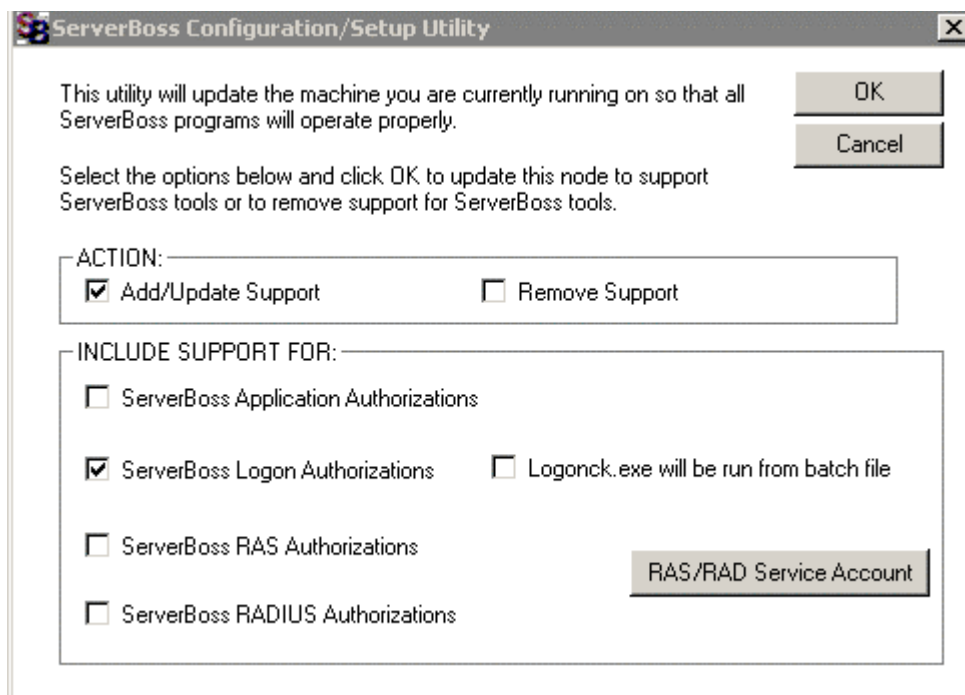 SB ServerBoss Configuration/Setup Utility
This utility will update the machine you are currently running on so that all
ServerBoss programs will operate properly.
OK
Cancel
Select the options below and click OK to update this node to support
ServerBoss tools or to remove support for ServerBoss tools.
ACTION:
Add/Update Support
Remove Support
INCLUDE SUPPORT FOR:
ServerBoss Application Authorizations
ServerBoss Logon Authorizations
Logonck.exe will be run from batch file
ServerBoss RAS Authorizations
RAS/RAD Service Account
ServerBoss RADIUS Authorizations